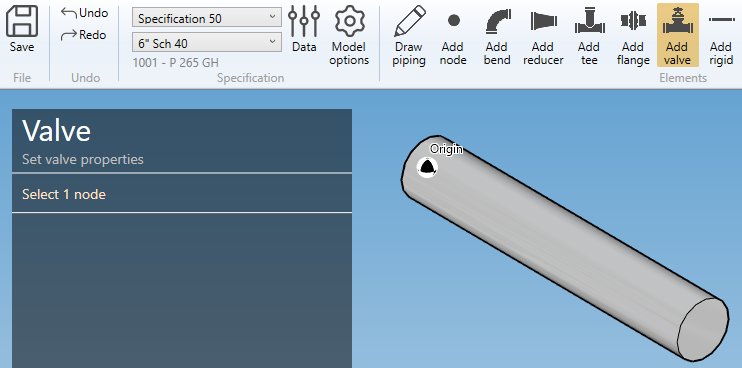 Save
File
Undo
Redo
Undo
Specification 50
6" Sch 40
1001 - P 265 GH
Data
Model
options
Specification
Draw
piping
Add
node
Add
bend
Add
reducer
Add
tee
Add
flange
Add
valve
Add
rigid
Elements
Valve
Set valve properties
Select 1 node
Origin